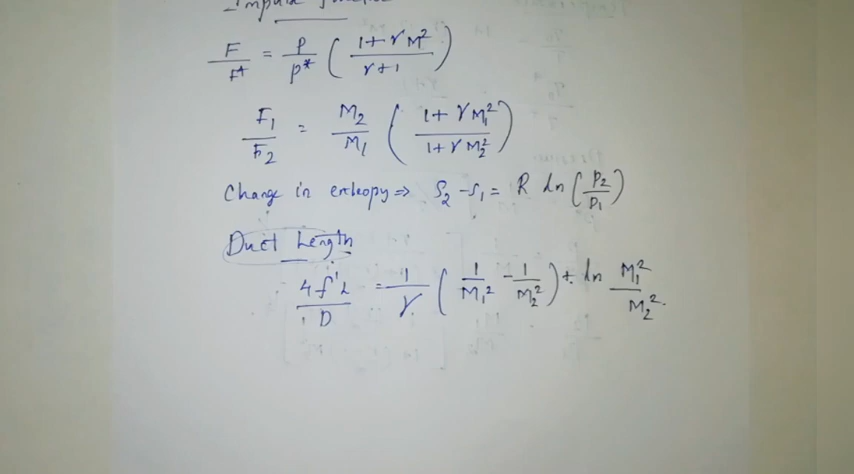 F/F* = P/P* ( 1+γM²/γ+1 )
F₁/F₂ = M₂/M₁ ( 1+γM₁²/1+γM₂² )
Change in entropy ⇒ S₂-S₁ = R ln (P₂/P₁)
Duct Length
4f'L/D = 1/γ ( 1/M₁² - 1/M₂² ) + ln M₁²/M₂².